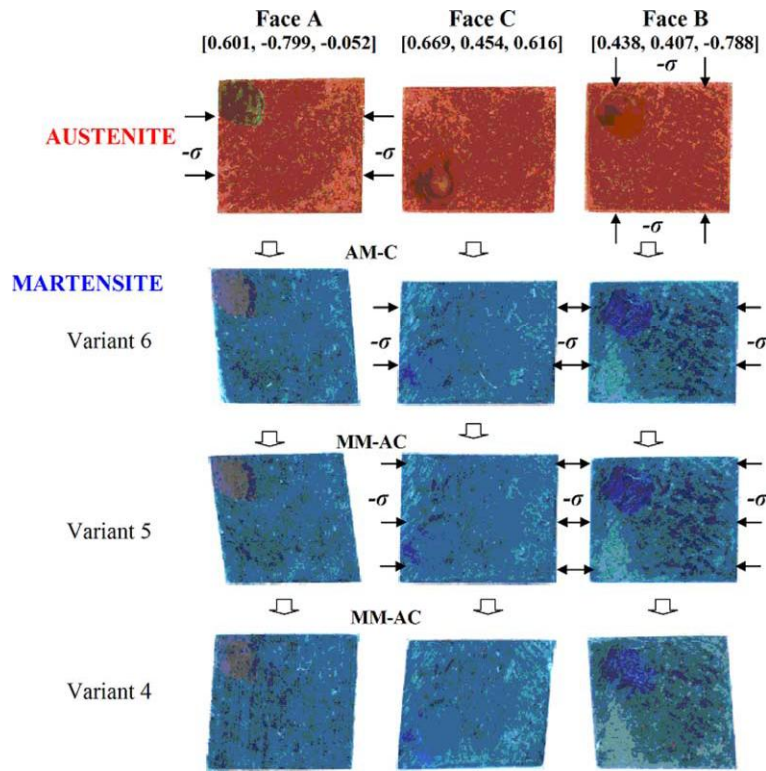 Face A Face C Face B
[0.601, -0.799, -0.052] [0.669, 0.454, 0.616] [0.438, 0.407, -0.788]
-σ
AUSTENITE
-σ -σ
-σ
AM-C
MARTENSITE
Variant 6
-σ -σ -σ
MM-AC
Variant 5
-σ -σ -σ
MM-AC
Variant 4